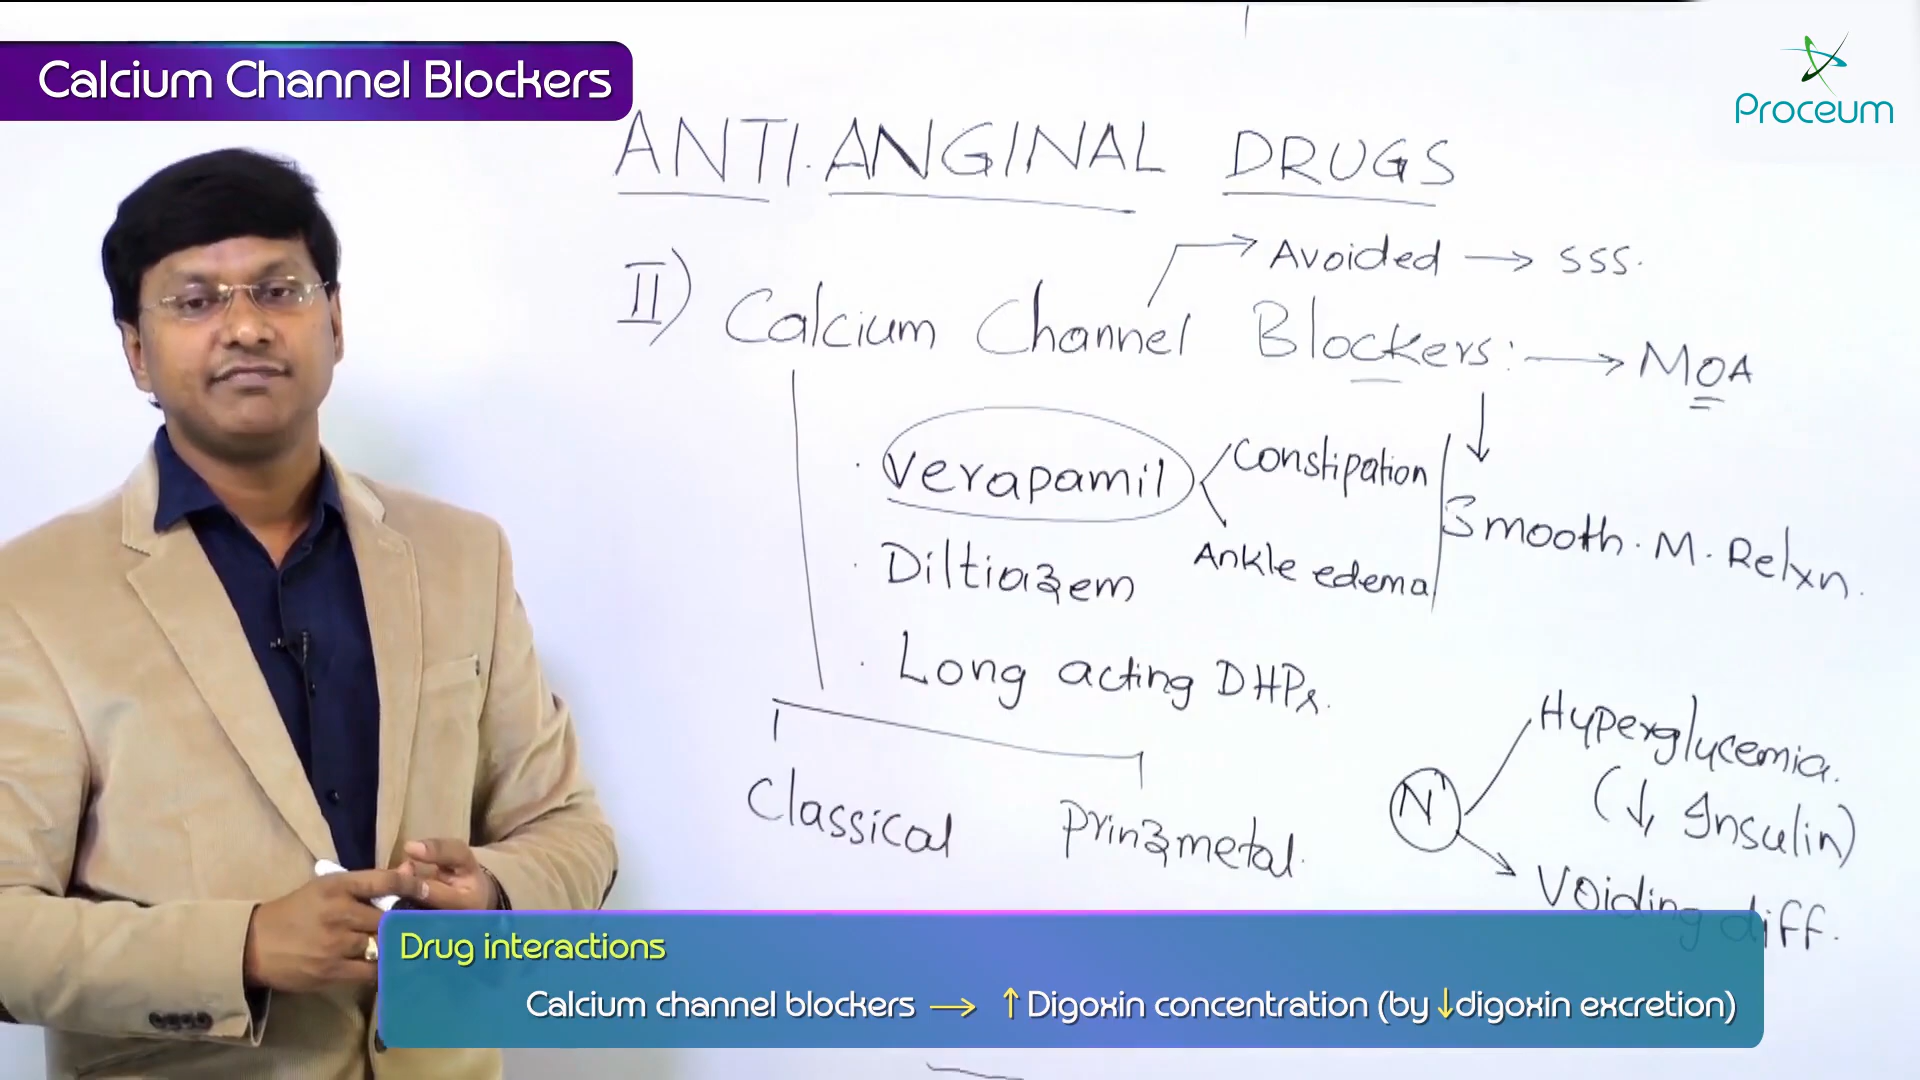 Calcium Channel Blockers
Proceum
ANTI.ANGINAL DRUGS
Avoided → SSS.
II) Calcium Channel Blockers: → MOA
Verapamil
Constipation
Ankle edema
Smooth. M. Relxn.
Diltiazem
Long acting DHPs.
Classical
Prinzmetal.
N
Hyperglycemia.
(↓ Insulin)
Voiding diff.
Drug interactions
Calcium channel blockers → ↑ Digoxin concentration (by ↓digoxin excretion)